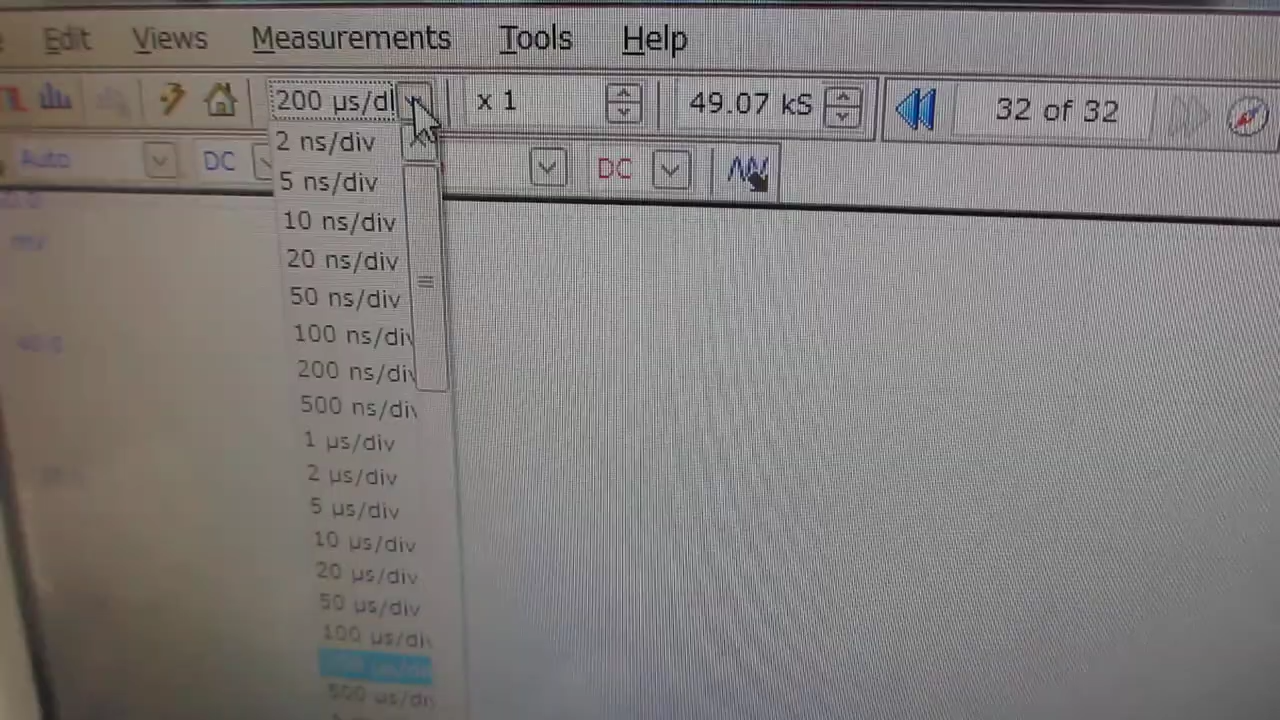 Edit Views Measurements Tools Help
200 µs/d x 1 49.07 kS 32 of 32
Auto DC DC
2 ns/div
5 ns/div
10 ns/div
20 ns/div
50 ns/div
100 ns/div
200 ns/div
500 ns/div
1 µs/div
2 µs/div
5 µs/div
10 µs/div
20 µs/div
50 µs/div
100 µs/div
500 µs/div
mV